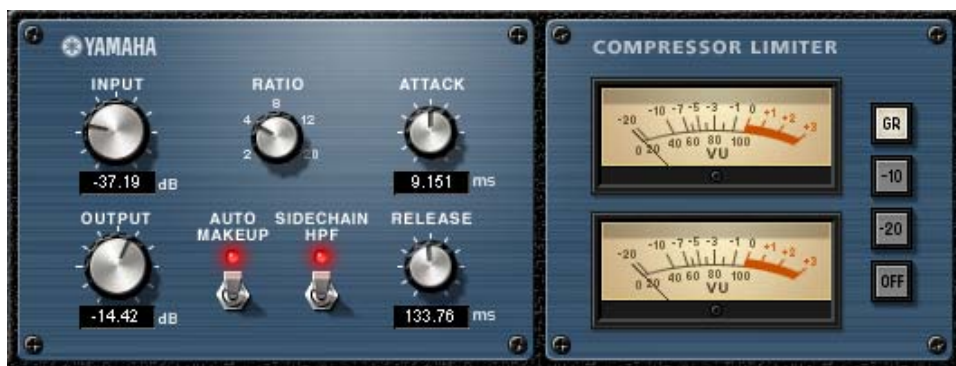 YAMAHA
COMPRESSOR LIMITER
INPUT
RATIO
ATTACK
2 4 8 12 20
-37.19 dB
9.151 ms
OUTPUT
AUTO MAKEUP
SIDECHAIN HPF
RELEASE
-14.42 dB
133.76 ms
-20 -10 -7 -5 -3 -1 0 +1 +2 +3
0 20 40 60 80 100
VU
-20 -10 -7 -5 -3 -1 0 +1 +2 +3
0 20 40 60 80 100
VU
GR
-10
-20
OFF